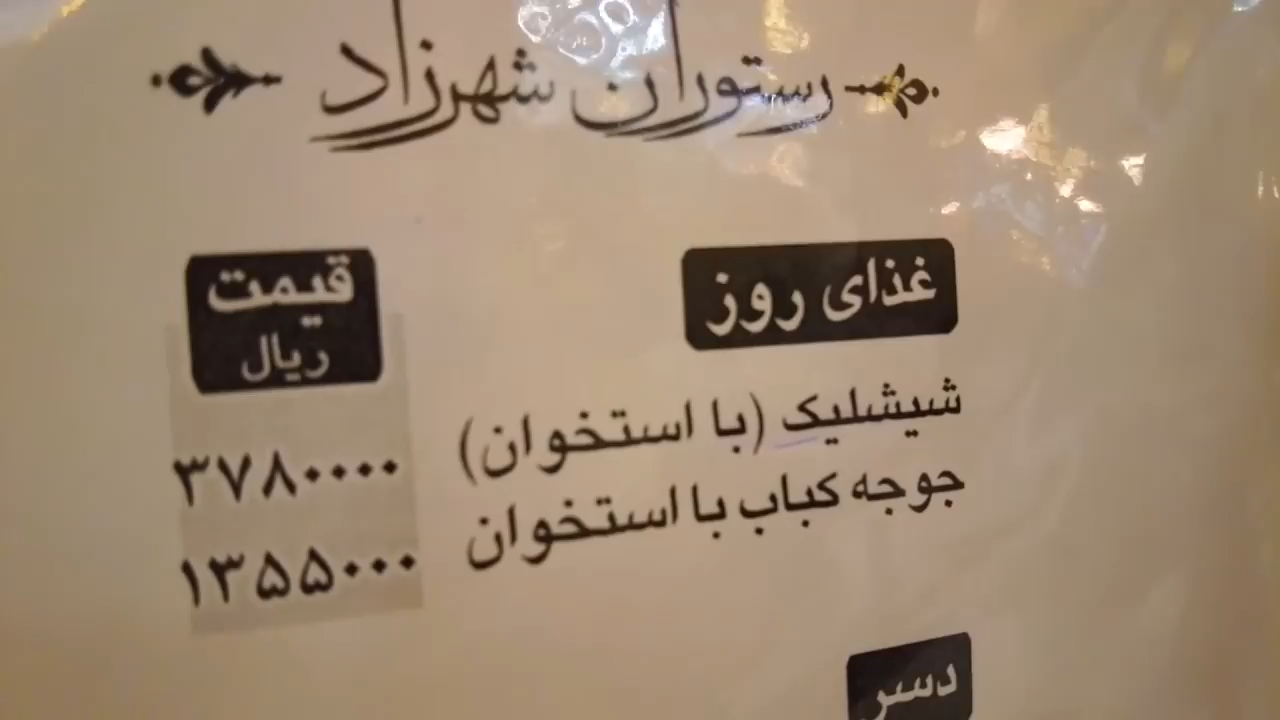 رستوران شهرزاد
غذای روز
قیمت
ریال
شیشلیک (با استخوان)
۳۷۸۰۰۰۰
جوجه کباب با استخوان
۱۳۵۵۰۰۰
دسر